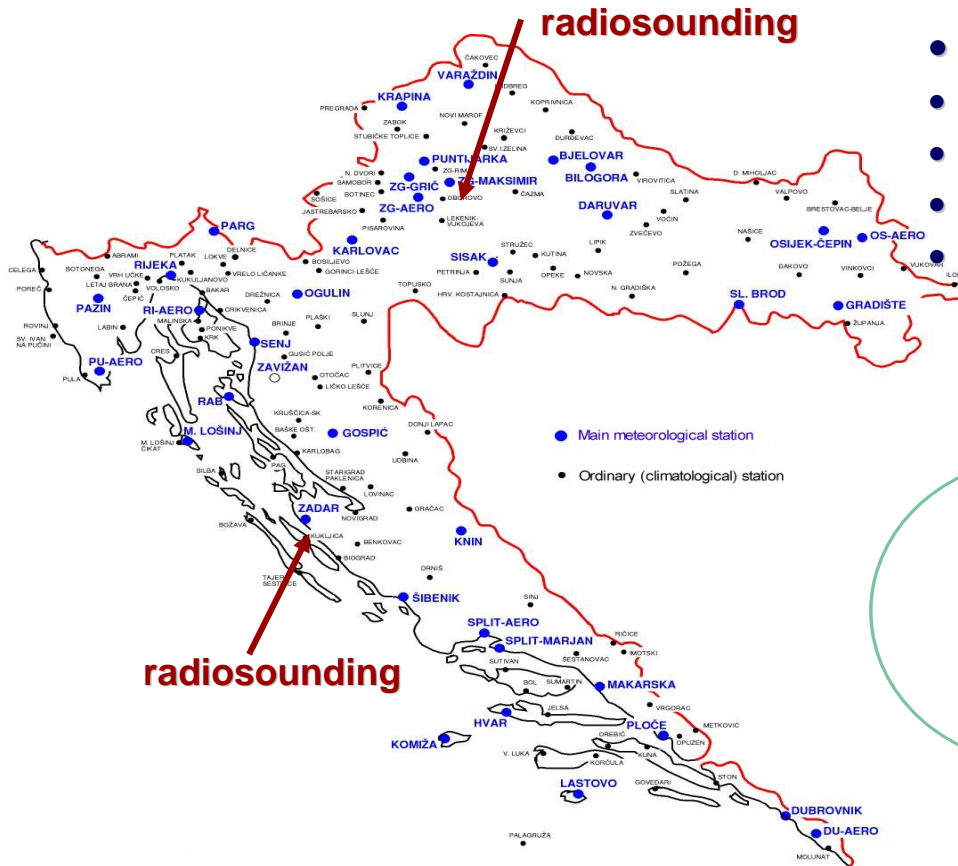 radiosounding
ČAKOVEC
VARAŽDIN
KRAPINA
PREGRADA
KOPRIVNICA
NOVI MAROF
ZABOK
STUBIČKE TOPLICE
KRIŽEVCI
ĐURĐEVAC
SV. IZELINA
PUNTIJARKA
BJELOVAR
BILOGORA
N. DVORI
SAMOBOR
BOTINEC
ZG-GRIČ
ZG-MAKSIMIR
VIROVITICA
D. MIHOLJAC
SOŠICE
ZG-AERO
OBOROVO
ČAZMA
SLATINA
VALPOVO
JASTREBARSKO
DARUVAR
BRESTOVAC-BELJE
PISAROVINA
LEKENIK-
VUKOJEVA
VOĆIN
ZVEČEVO
PARG
KARLOVAC
NAŠICE
OSIJEK-ČEPIN
OS-AERO
ABRAMI
PLATAK
DELNICE
LOKVE
STRUŽEC
LIPIK
CELEGA
BOTONEGA
RIJEKA
BOSILJEVO
SISAK
KUTINA
VRH UČKE
KUKULJANOVO
VRELO LIČANKE
GORINCI-LEŠĆE
PETRINJA
SUNJA
OPEKE
NOVSKA
POŽEGA
ĐAKOVO
VINKOVCI
VUKOVAR
POREČ
LETAJ BRANA
VOLOSKO
ČEPIĆ
BAKAR
TOPUSKO
HRV. KOSTAJNICA
N. GRADIŠKA
PAZIN
RI-AERO
DREŽNICA
OGULIN
SL. BROD
GRADIŠTE
CRIKVENICA
MALINSKA
ROVINJ
LABIN
PONIKVE
BRINJE
PLAŠKI
SLUNJ
ŽUPANJA
SV. IVAN
NA PUČINI
KRK
SENJ
CRES
GUSIĆ POLJE
PU-AERO
ZAVIŽAN
PLITVICE
PULA
OTOČAC
LIČKO LEŠĆE
RAB
KORENICA
KRUŠČICA-SK
M. LOŠINJ
BAŠKE OŠT.
GOSPIĆ
DONJI LAPAC
Main meteorological station
M. LOŠINJ
ČIKAT
KARLOBAG
UDBINA
PAG
SILBA
STARIGRAD
PAKLENICA
LOVINAC
Ordinary (climatological) station
ZADAR
NOVIGRAD
GRAČAC
BOŽAVA
KUKLJICA
KNIN
BENKOVAC
BIOGRAD
DRNIŠ
ŠIBENIK
SINJ
SPLIT-AERO
radiosounding
SPLIT-MARJAN
RIČICE
IMOTSKI
SUTIVAN
ŠESTANOVAC
BOL
SUMARTIN
MAKARSKA
JELSA
VRGORAC
HVAR
PLOČE
METKOVIĆ
KOMIŽA
OREBIĆ
OPUZEN
V. LUKA
KORČULA
KUNA
LASTOVO
GOVEĐARI
STON
DUBROVNIK
PALAGRUŽA
DU-AERO
MOLUNAT